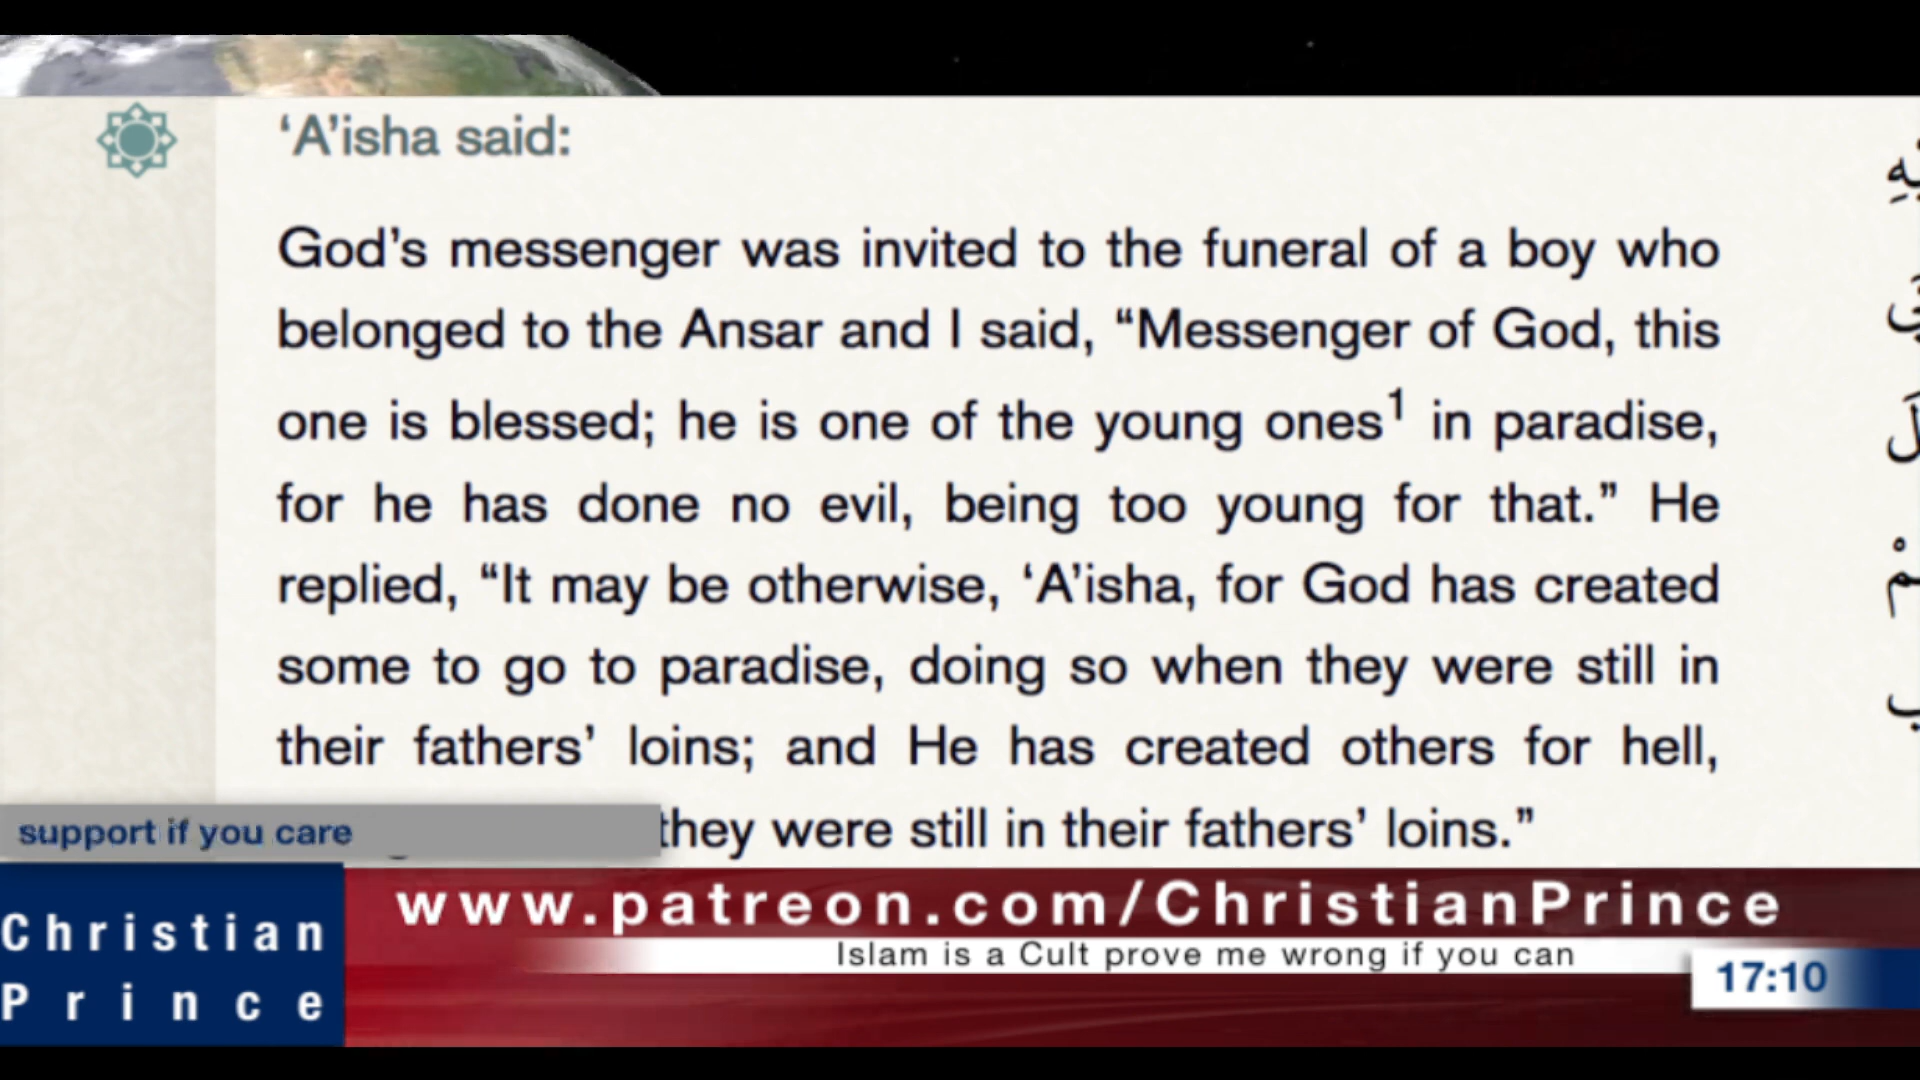 ‘A’isha said:
God’s messenger was invited to the funeral of a boy who
belonged to the Ansar and I said, “Messenger of God, this
one is blessed; he is one of the young ones1 in paradise,
for he has done no evil, being too young for that.” He
replied, “It may be otherwise, ‘A’isha, for God has created
some to go to paradise, doing so when they were still in
their fathers’ loins; and He has created others for hell,
they were still in their fathers’ loins.”
support if you care
Christian
Prince
www.patreon.com/ChristianPrince
Islam is a Cult prove me wrong if you can
17:10